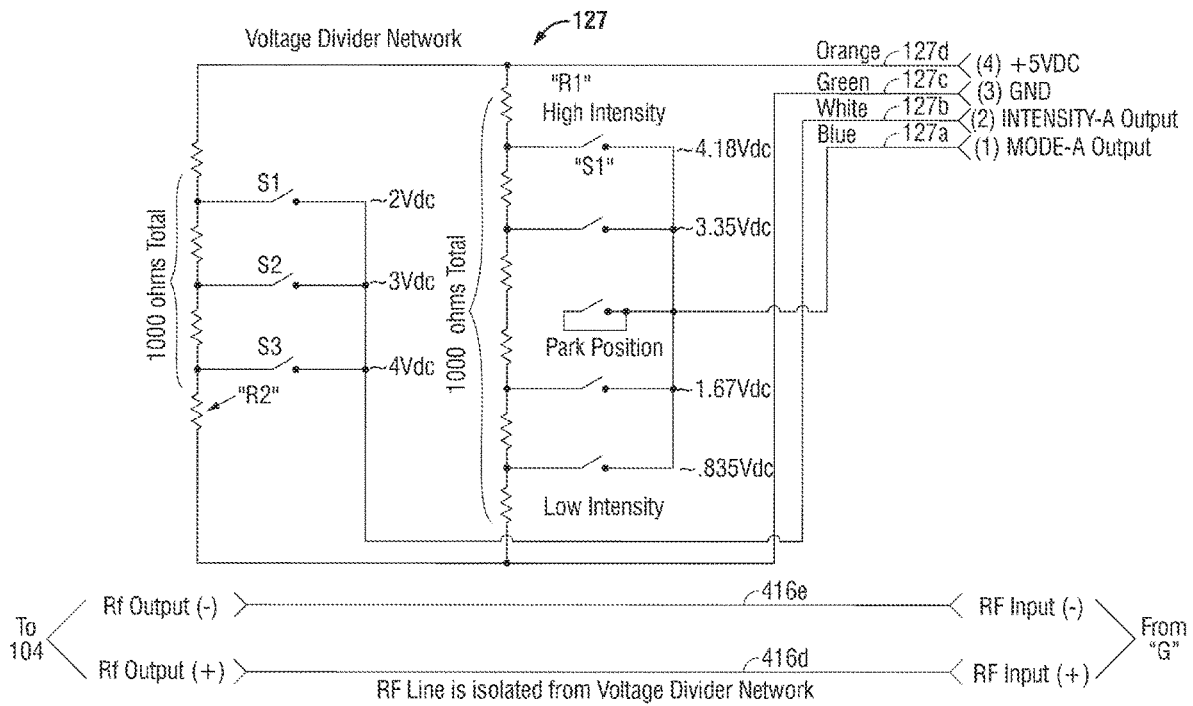 127
Voltage Divider Network
Orange 127d (4) +5VDC
"R1" Green 127c (3) GND
High Intensity White 127b (2) INTENSITY-A Output
Blue 127a (1) MODE-A Output
~4.18Vdc
"S1"
S1 ~2Vdc
~3.35Vdc
S2 ~3Vdc
1000 ohms Total
1000 ohms Total
Park Position
S3 ~4Vdc
"R2"
~1.67Vdc
~.835Vdc
Low Intensity
416e
Rf Output (-) RF Input (-)
To
104
From
"G"
416d
Rf Output (+) RF Input (+)
RF Line is isolated from Voltage Divider Network